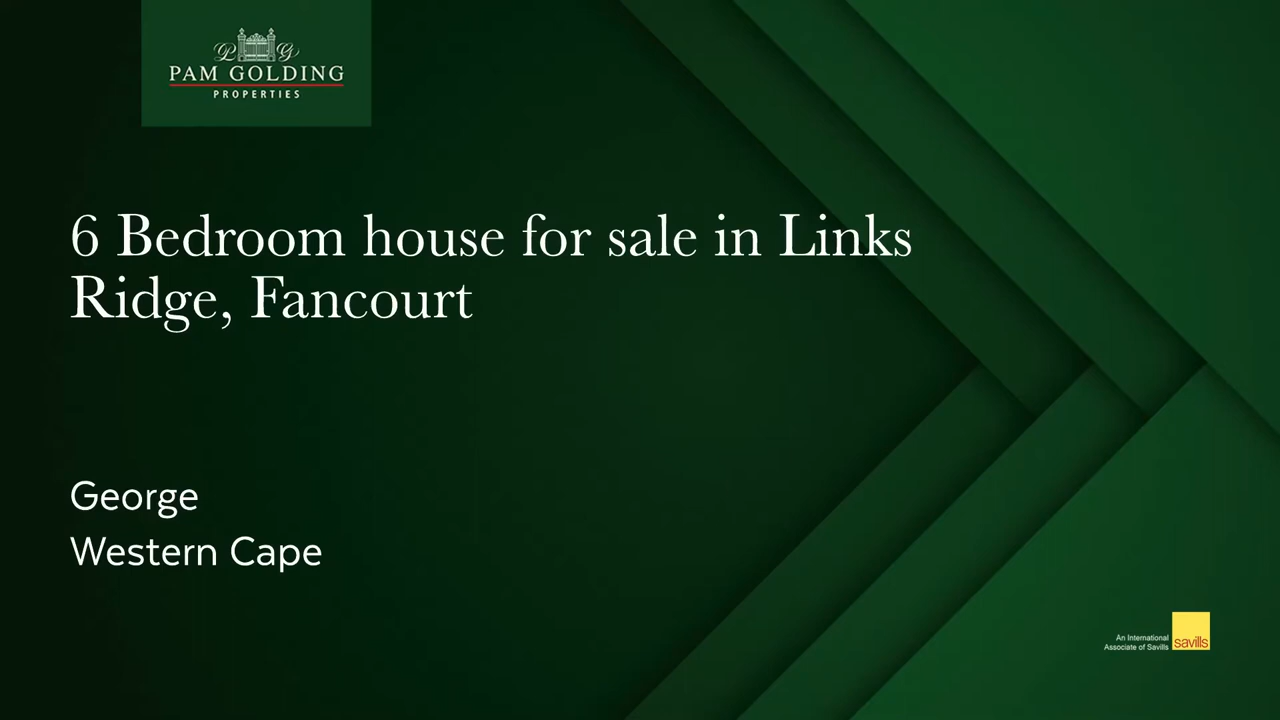 P G
PAM GOLDING
PROPERTIES
6 Bedroom house for sale in Links
Ridge, Fancourt
George
Western Cape
An International
Associate of Savills
savills